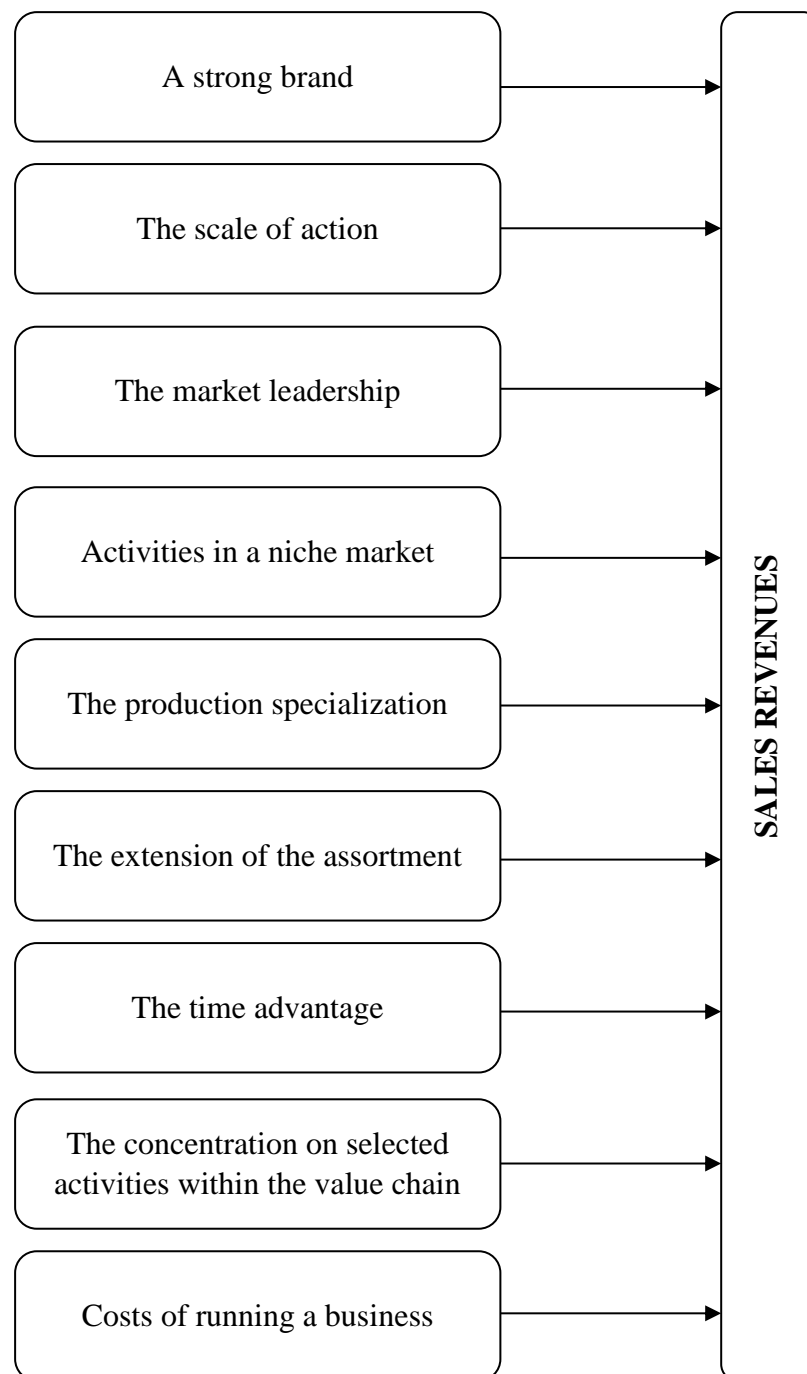 A strong brand
The scale of action
The market leadership
Activities in a niche market
The production specialization
The extension of the assortment
The time advantage
The concentration on selected
activities within the value chain
Costs of running a business
SALES REVENUES